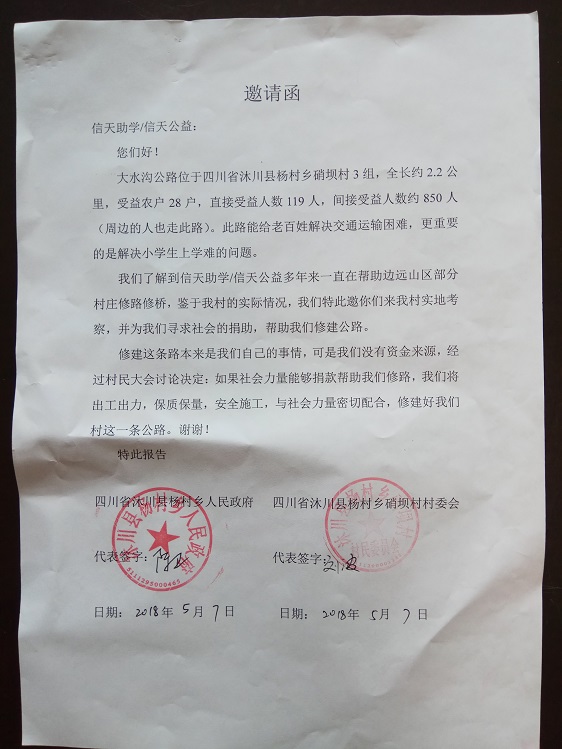 邀请函
信天助学/信天公益：
您们好！
大水沟公路位于四川省沐川县杨村乡硝坝村 3 组，全长约 2.2 公
里，受益农户 28 户，直接受益人数 119 人，间接受益人数约 850 人
（周边的人也走此路）。此路能给老百姓解决交通运输困难，更重要
的是解决小学生上学难的问题。
我们了解到信天助学/信天公益多年来一直在帮助边远山区部分
村庄修路修桥，鉴于我村的实际情况，我们特此邀你们来我村实地考
察，并为我们寻求社会的捐助，帮助我们修建公路。
修建这条路本来是我们自己的事情，可是我们没有资金来源，经
过村民大会讨论决定：如果社会力量能够捐款帮助我们修路，我们将
出工出力，保质保量，安全施工，与社会力量密切配合，修建好我们
村这一条公路。谢谢！
特此报告
四川省沐川县杨村乡人民政府 四川省沐川县杨村乡硝坝村村委会
沐川县杨村乡人民政府
代表签字： 代表签字：刘波
日期：2018年 5月 7日 日期：2018年 5月 7日